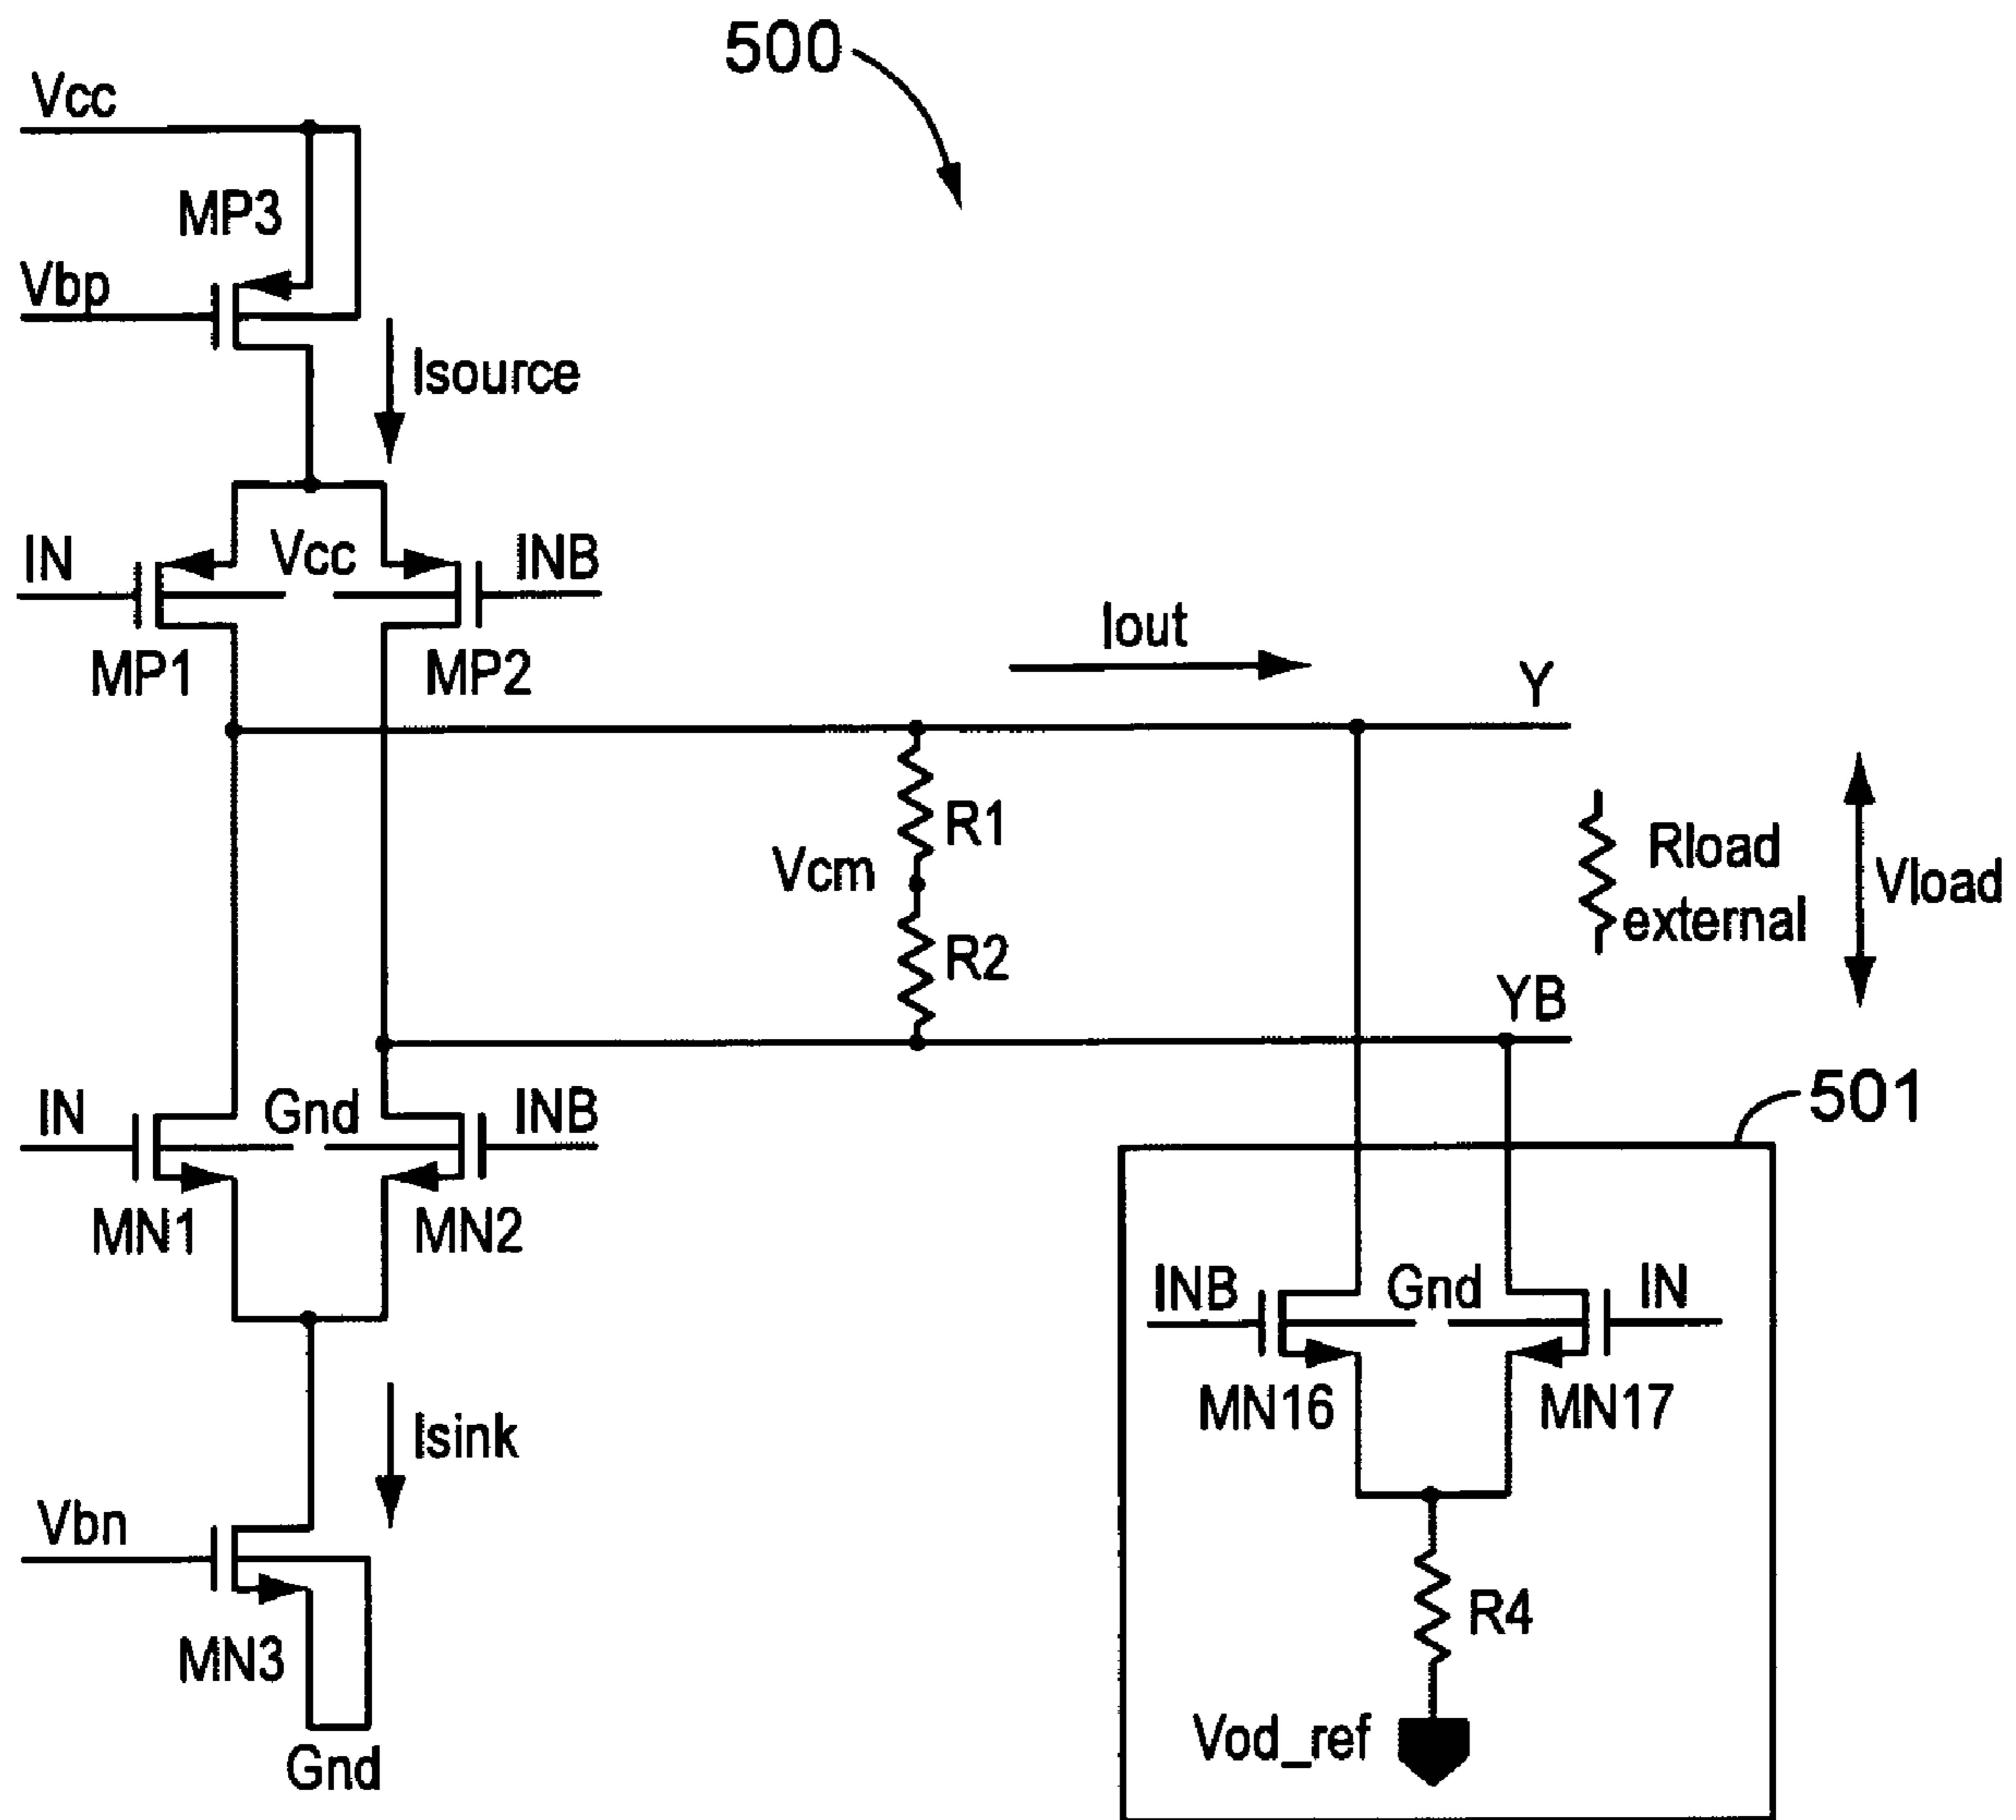 500
Vcc
MP3
Vbp
Isource
IN
Vcc
INB
MP1
MP2
Iout
Y
R1
Vcm
R2
Rload
external
Vload
YB
501
IN
Gnd
INB
MN1
MN2
INB
Gnd
IN
MN16
MN17
Isink
Vbn
MN3
Gnd
R4
Vod_ref